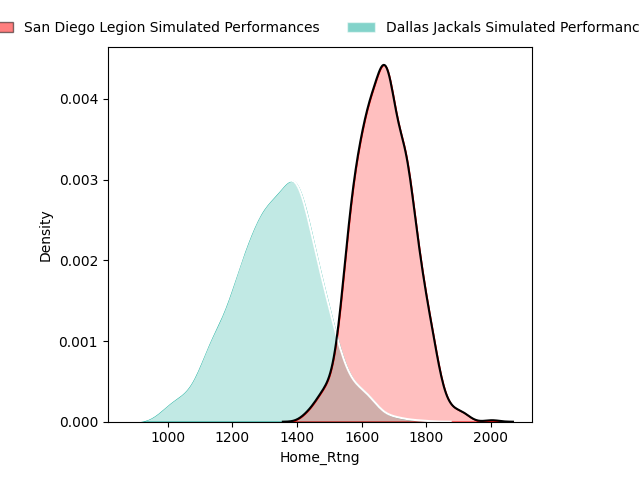 San Diego Legion Simulated Performances
Dallas Jackals Simulated Performanc
0.004
0.003
0.002
0.001
0.000
Density
1000 1200 1400 1600 1800 2000
Home_Rtng